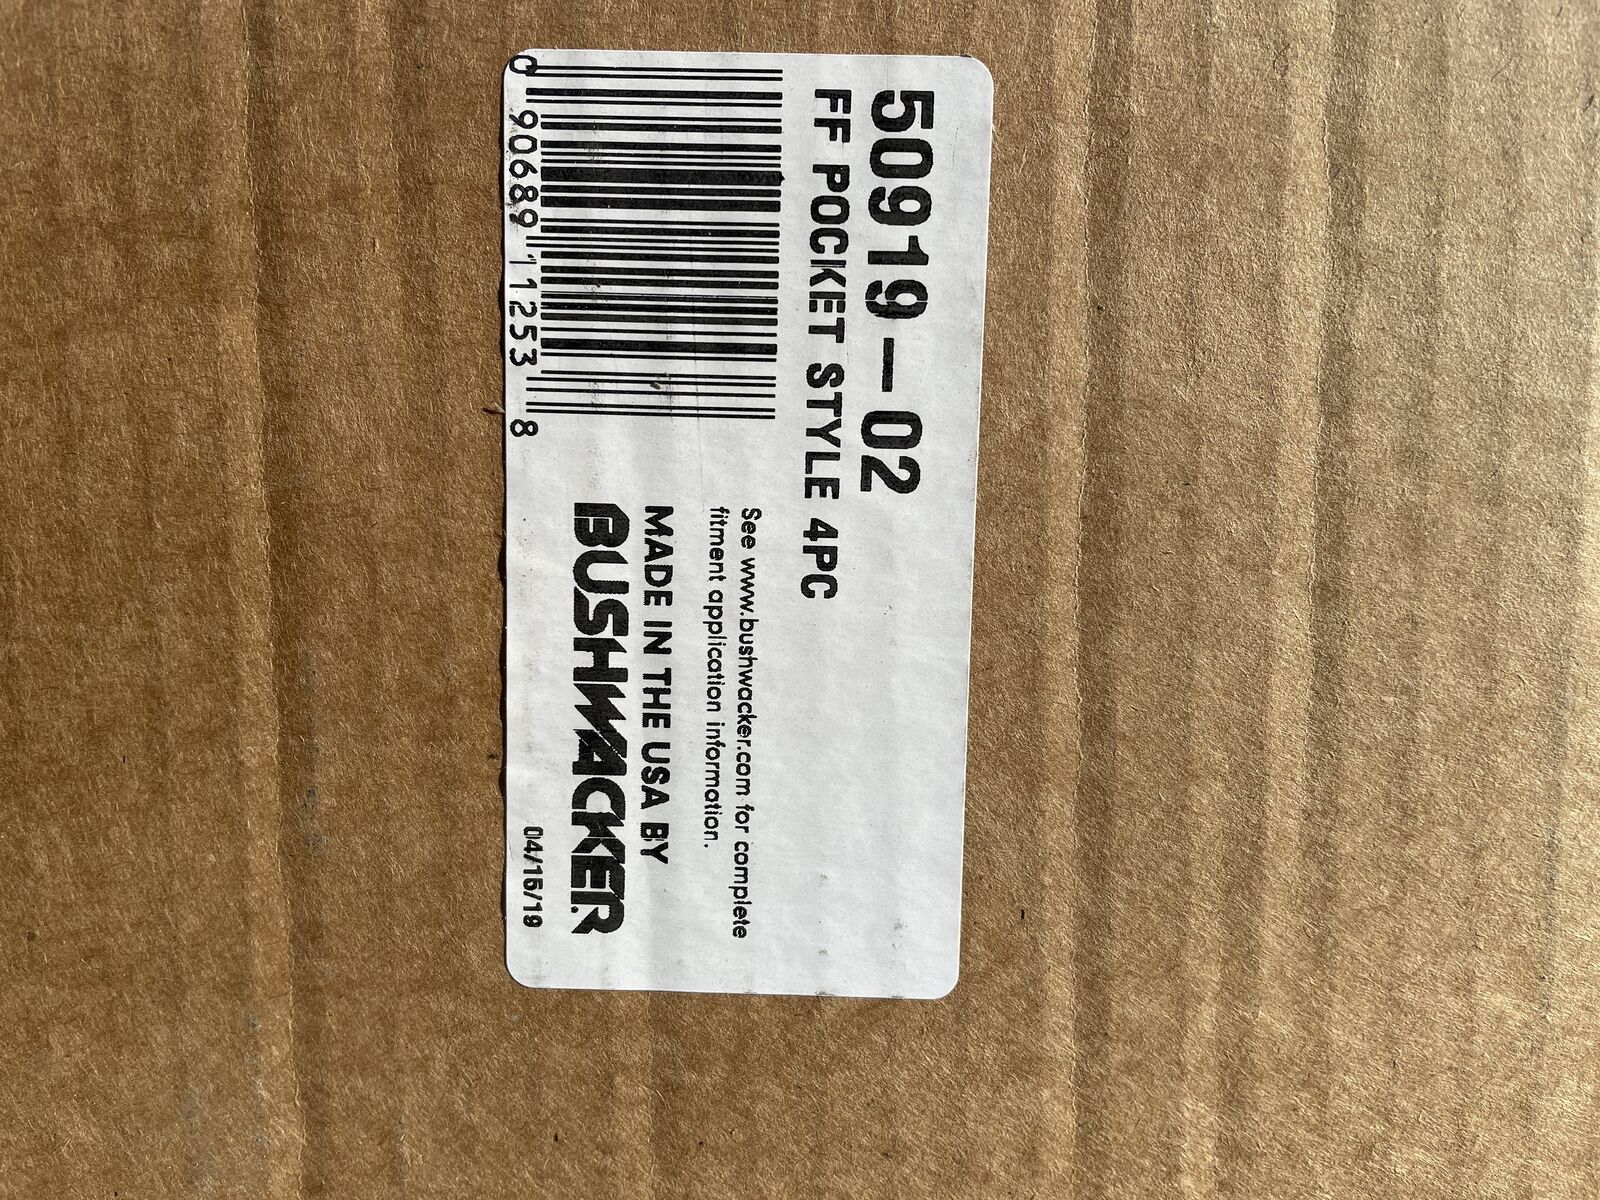 50919—02
FF POCKET STYLE 4PC
0 90689 11253 8
See www.bushwacker.com for complete
fitment application information.
MADE IN THE USA BY
BUSHWACKER
04/15/19